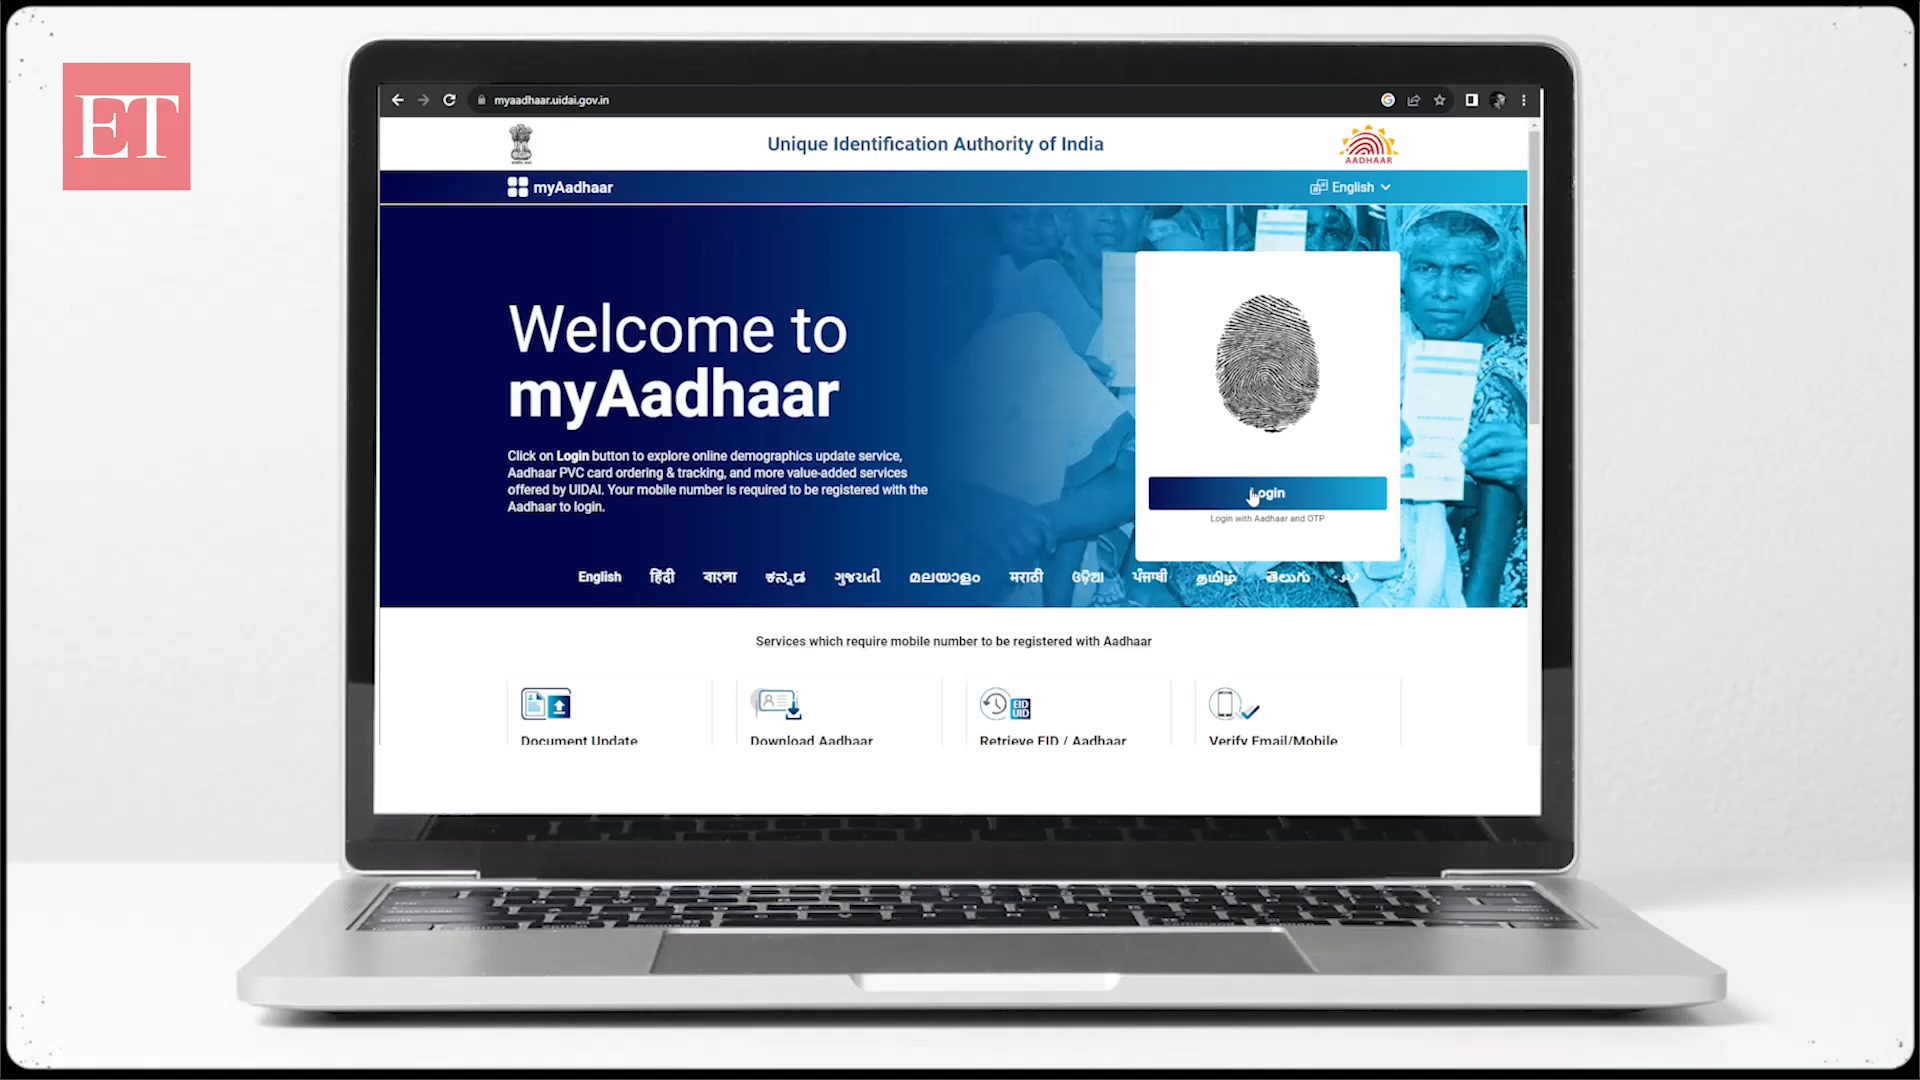 ET
myaadhaar.uidai.gov.in
Unique Identification Authority of India
AADHAAR
myAadhaar
English
Welcome to
myAadhaar
Click on Login button to explore online demographics update service,
Aadhaar PVC card ordering & tracking, and more value-added services
offered by UIDAI. Your mobile number is required to be registered with the
Aadhaar to login.
Login
Login with Aadhaar and OTP
English हिंदी বাংলা ಕನ್ನಡ ગુજરાતી മലയാളം मराठी ଓଡ଼ିଆ ਪੰਜਾਬੀ தமிழ் తెలుగు
Services which require mobile number to be registered with Aadhaar
EID
UID
Document Update
Download Aadhaar
Retrieve EID / Aadhaar
Verify Email/Mobile